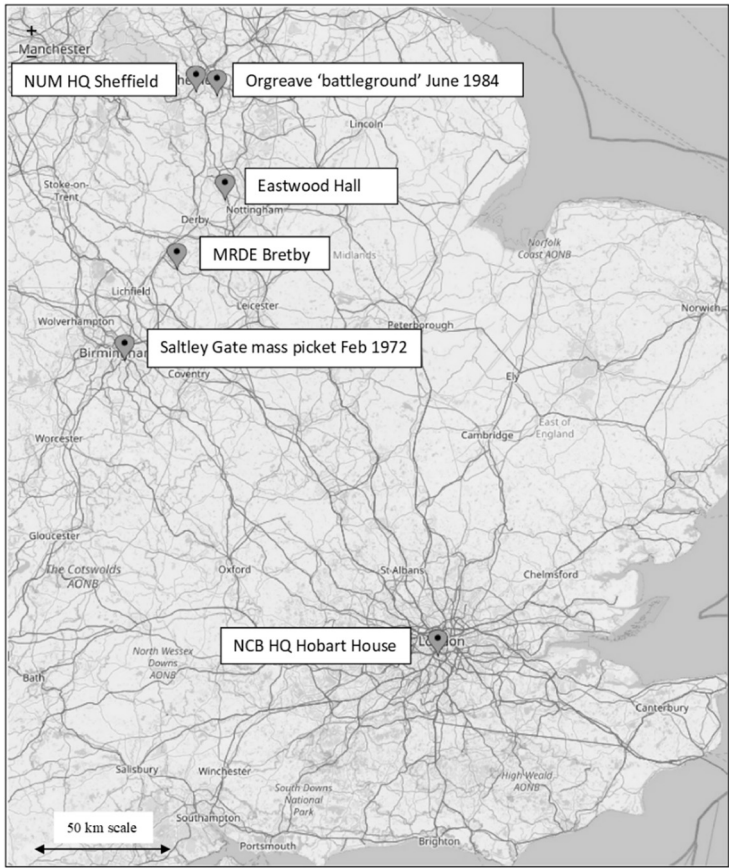 +
Manchester
NUM HQ Sheffield
Orgreave ‘battleground’ June 1984
Lincoln
Stoke-on-
Trent
Eastwood Hall
Nottingham
Derby
MRDE Bretby
Midlands
Norfolk
Coast AONB
Lichfield
Leicester
Norwich
Wolverhampton
Peterborough
Saltley Gate mass picket Feb 1972
Coventry
Ely
East of
England
Worcester
Cambridge
Gloucester
The Cotswolds
AONB
Oxford
St Albans
Chelmsford
NCB HQ Hobart House
North Wessex
Downs
AONB
Bath
Canterbury
Salisbury
Winchester
High Weald
AONB
South Downs
National
Park
50 km scale
Southampton
Portsmouth
Brighton